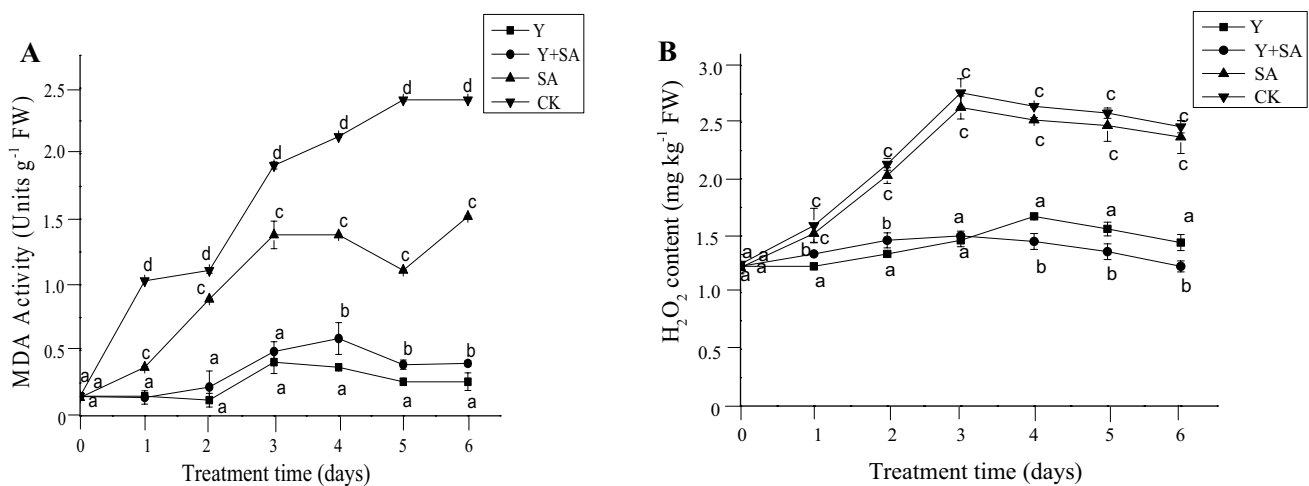 A
Y
Y+SA
SA
CK
MDA Activity (Units g⁻¹ FW)
2.5
2.0
1.5
1.0
0.5
0
d d d d d d
c c c c c c
a a a a b b b
a a a a a a a a
0 1 2 3 4 5 6
Treatment time (days)
B
Y
Y+SA
SA
CK
H₂O₂ content (mg kg⁻¹ FW)
3.0
2.5
2.0
1.5
1.0
0.5
0
c c c c c c
c c c c c c
a a b b a a a a
a a a a a b b b
0 1 2 3 4 5 6
Treatment time (days)